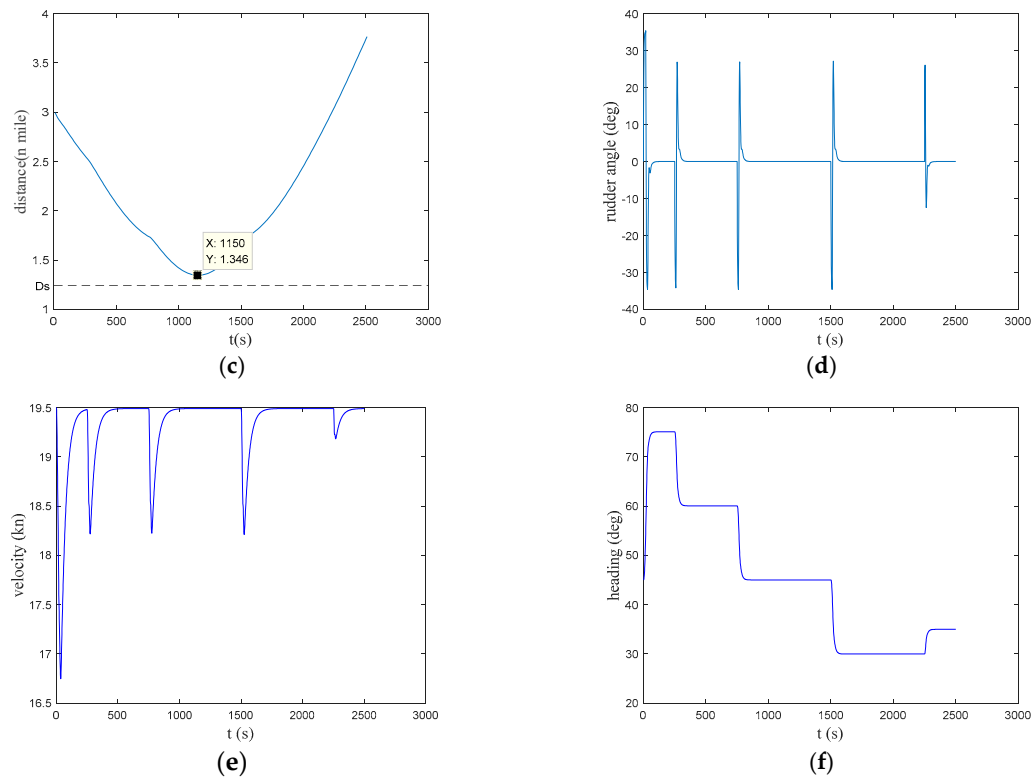 4
3.5
3
2.5
2
1.5
Ds
1
distance(n mile)
X: 1150
Y: 1.346
0 500 1000 1500 2000 2500 3000
t(s)
(c)
40
30
20
10
0
-10
-20
-30
-40
rudder angle (deg)
0 500 1000 1500 2000 2500 3000
t (s)
(d)
19.5
19
18.5
18
17.5
17
16.5
velocity (kn)
0 500 1000 1500 2000 2500 3000
t (s)
(e)
80
70
60
50
40
30
20
heading (deg)
0 500 1000 1500 2000 2500 3000
t (s)
(f)